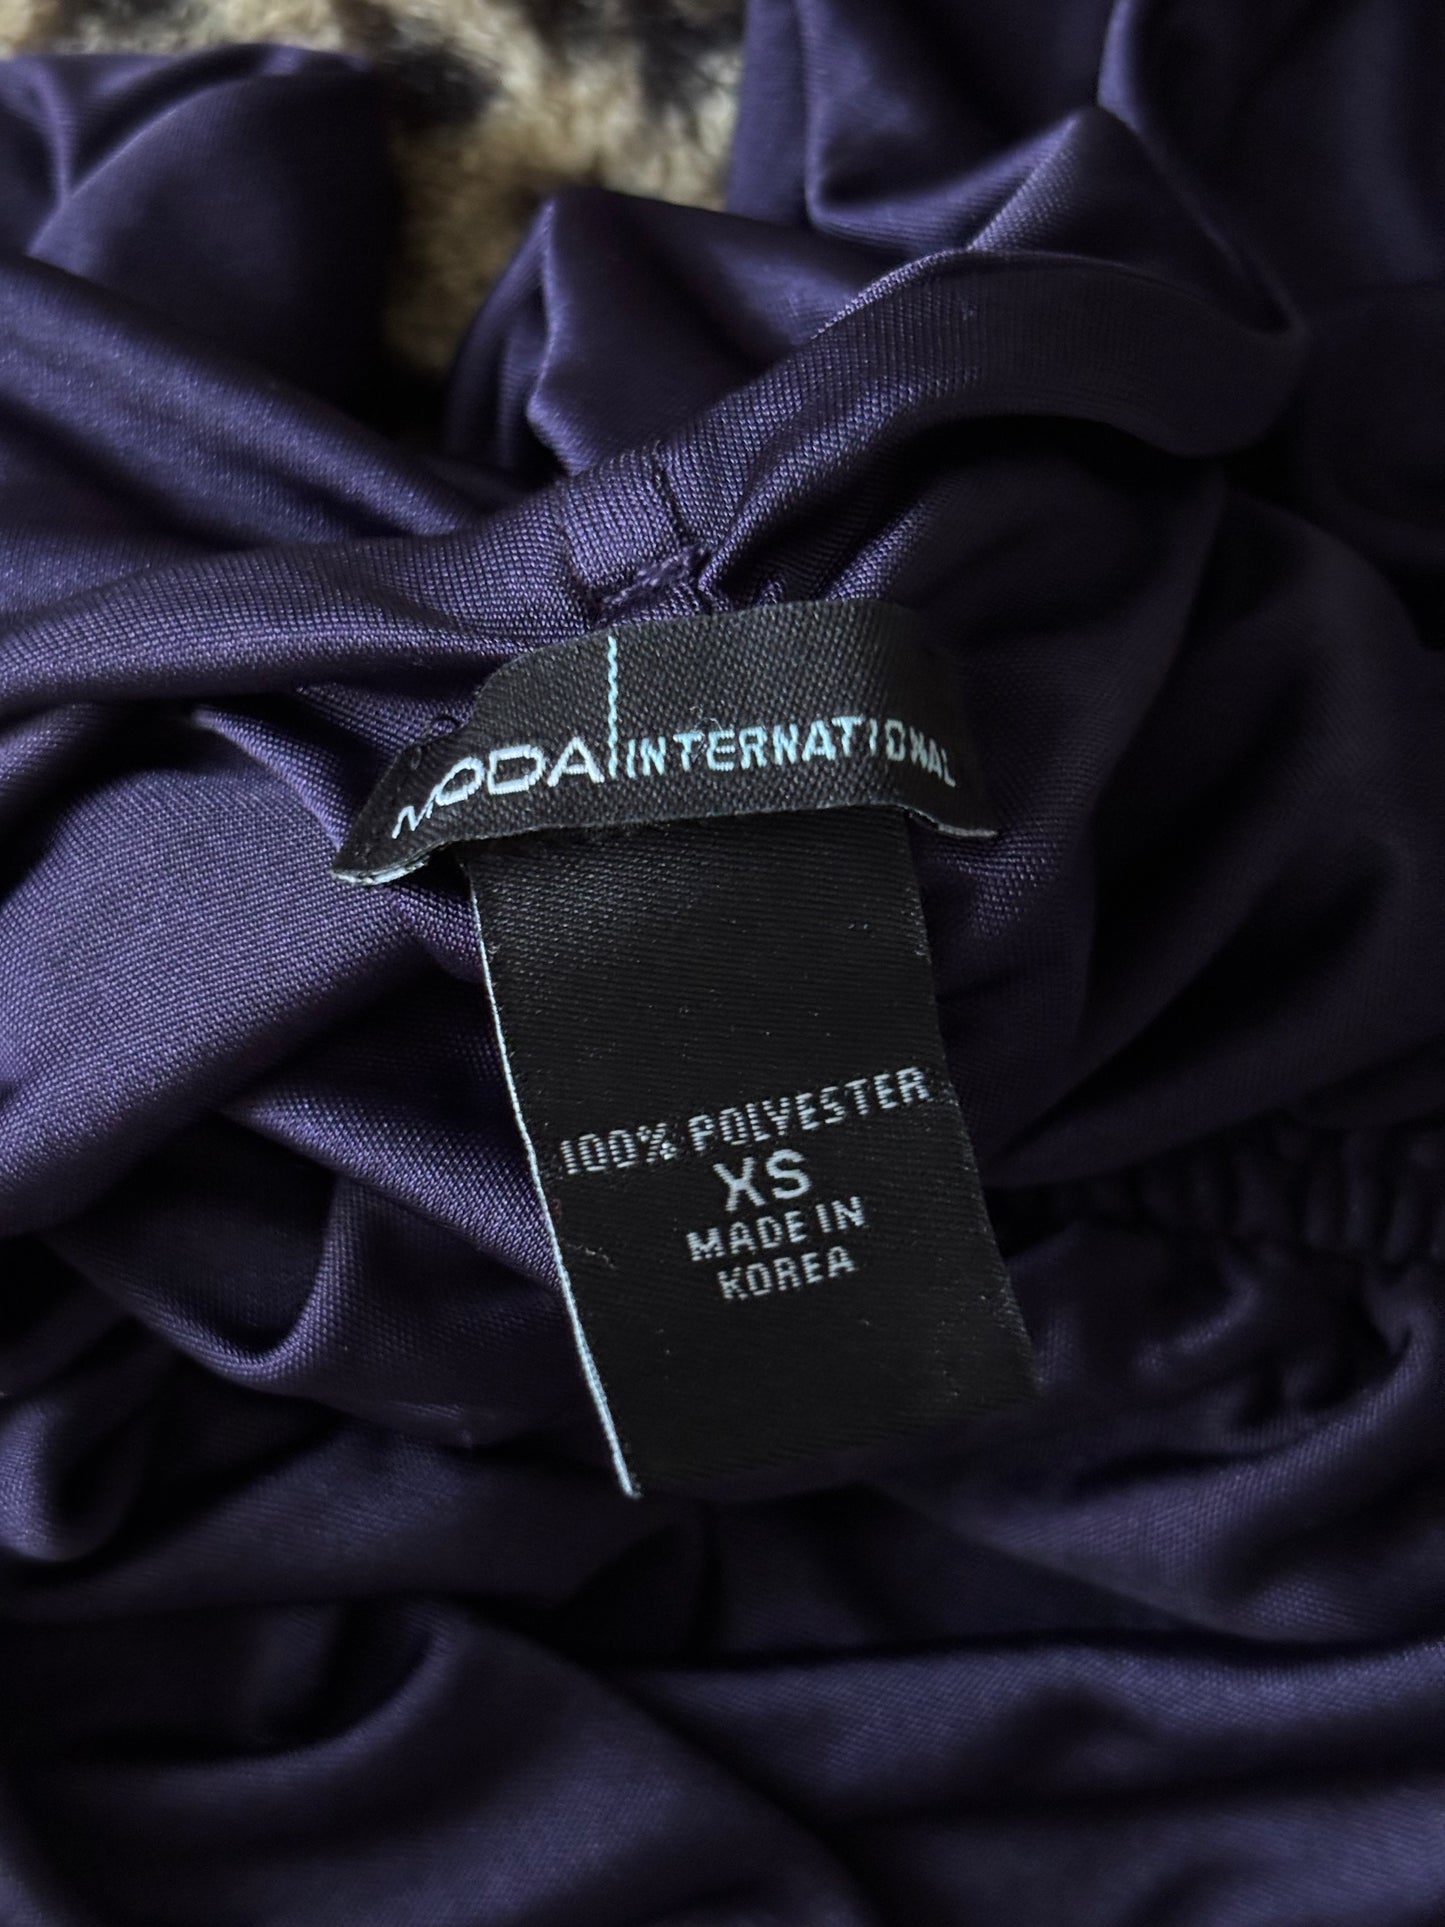 MODA INTERNATIONAL
100% POLYESTER
XS
MADE IN
KOREA